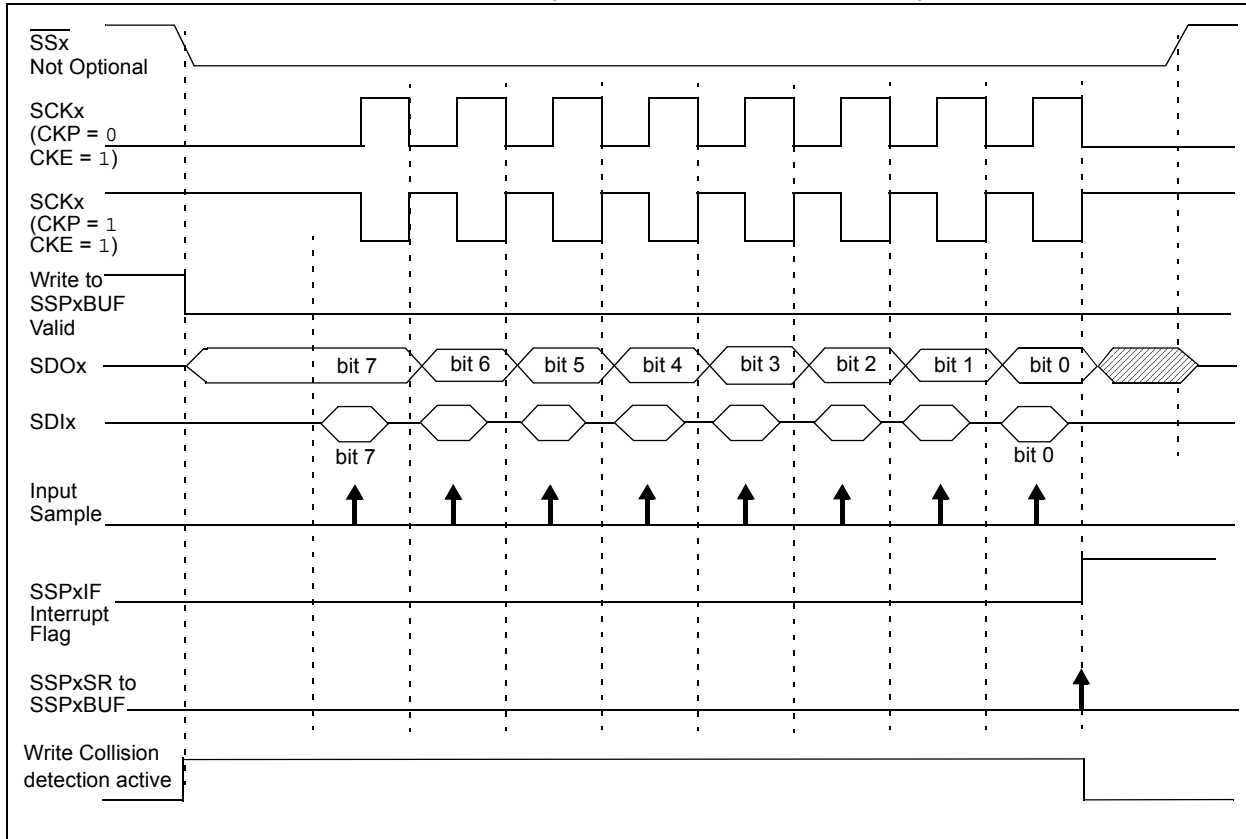 SSx
Not Optional
SCKx
(CKP = 0
CKE = 1)
SCKx
(CKP = 1
CKE = 1)
Write to
SSPxBUF
Valid
SDOx
bit 7
bit 6
bit 5
bit 4
bit 3
bit 2
bit 1
bit 0
SDIx
bit 7
bit 0
Input
Sample
SSPxIF
Interrupt
Flag
SSPxSR to
SSPxBUF
Write Collision
detection active